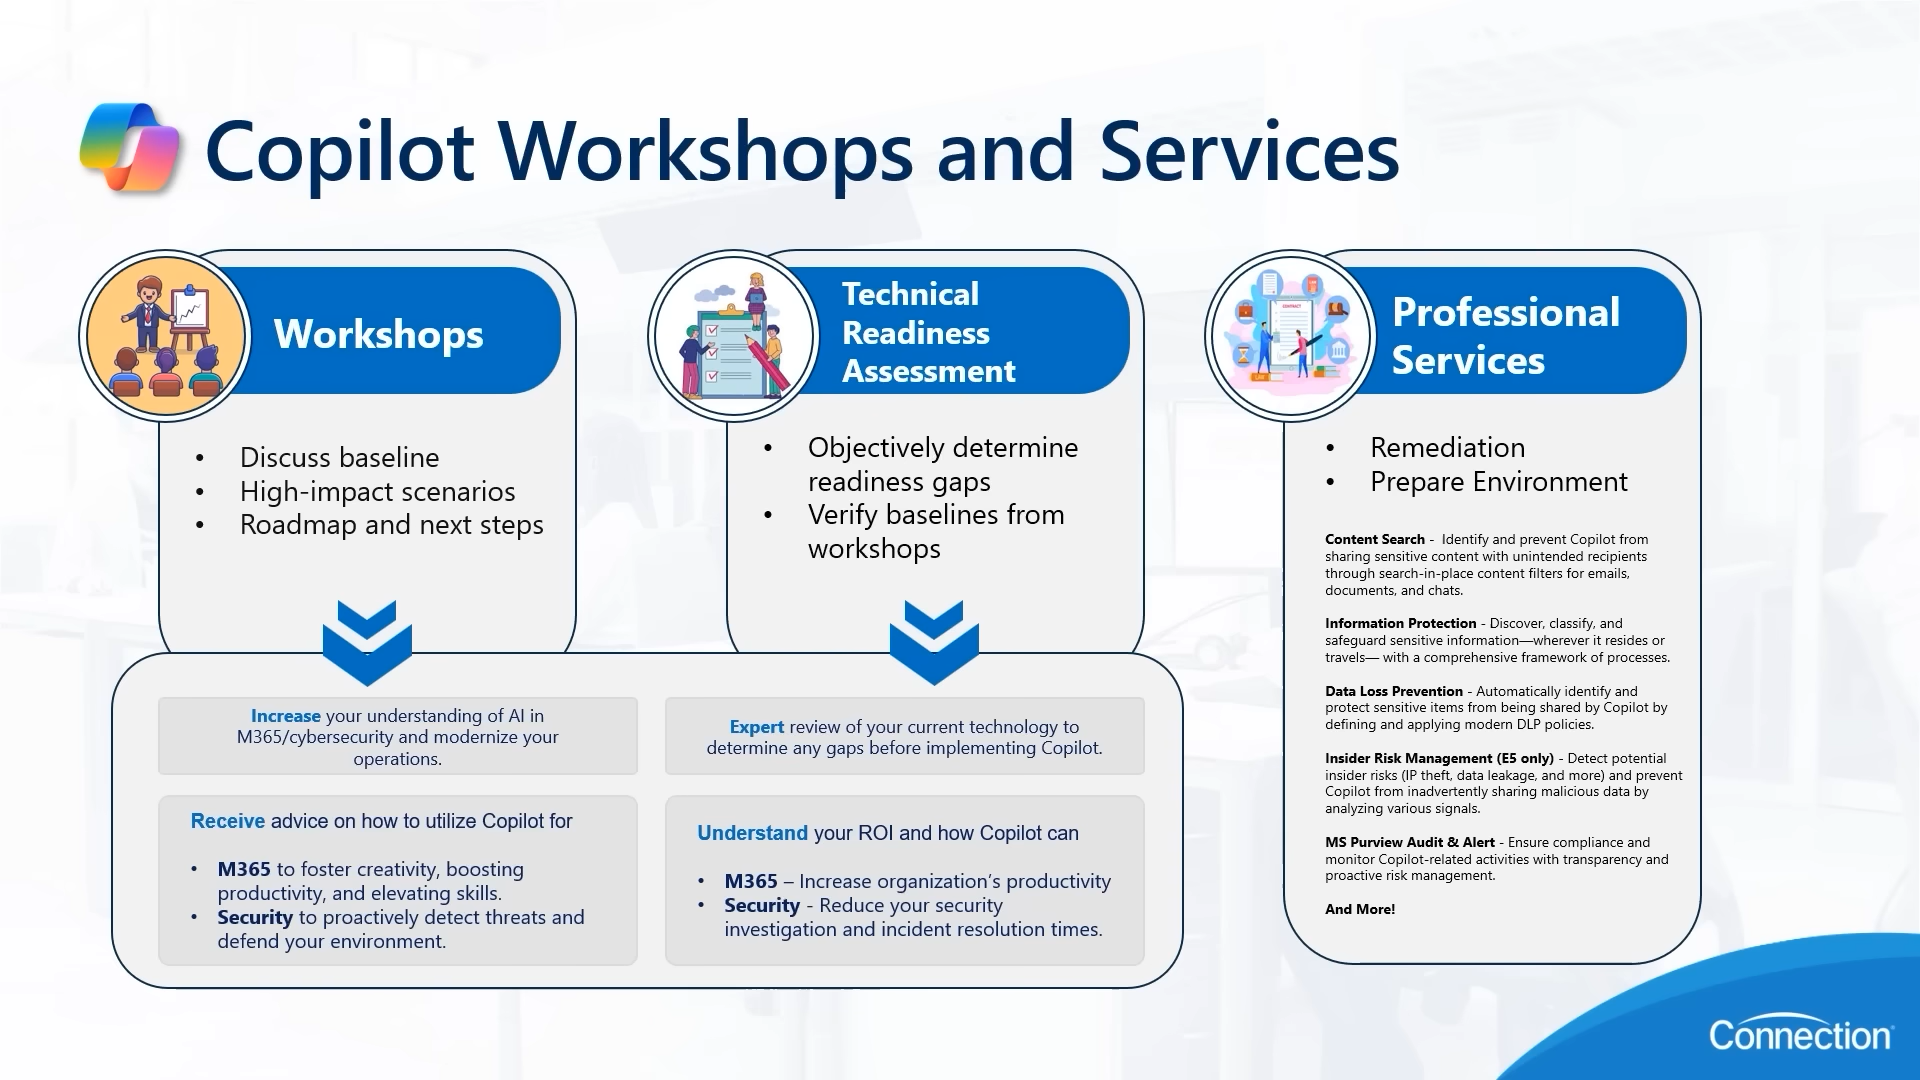 Copilot Workshops and Services
Workshops
• Discuss baseline
• High-impact scenarios
• Roadmap and next steps
Technical
Readiness
Assessment
• Objectively determine
readiness gaps
• Verify baselines from
workshops
Increase your understanding of AI in
M365/cybersecurity and modernize your
operations.
Expert review of your current technology to
determine any gaps before implementing Copilot.
Receive advice on how to utilize Copilot for
• M365 to foster creativity, boosting
productivity, and elevating skills.
• Security to proactively detect threats and
defend your environment.
Understand your ROI and how Copilot can
• M365 – Increase organization’s productivity
• Security - Reduce your security
investigation and incident resolution times.
Professional
Services
• Remediation
• Prepare Environment
Content Search - Identify and prevent Copilot from
sharing sensitive content with unintended recipients
through search-in-place content filters for emails,
documents, and chats.
Information Protection - Discover, classify, and
safeguard sensitive information—wherever it resides or
travels— with a comprehensive framework of processes.
Data Loss Prevention - Automatically identify and
protect sensitive items from being shared by Copilot by
defining and applying modern DLP policies.
Insider Risk Management (E5 only) - Detect potential
insider risks (IP theft, data leakage, and more) and prevent
Copilot from inadvertently sharing malicious data by
analyzing various signals.
MS Purview Audit & Alert - Ensure compliance and
monitor Copilot-related activities with transparency and
proactive risk management.
And More!
Connection